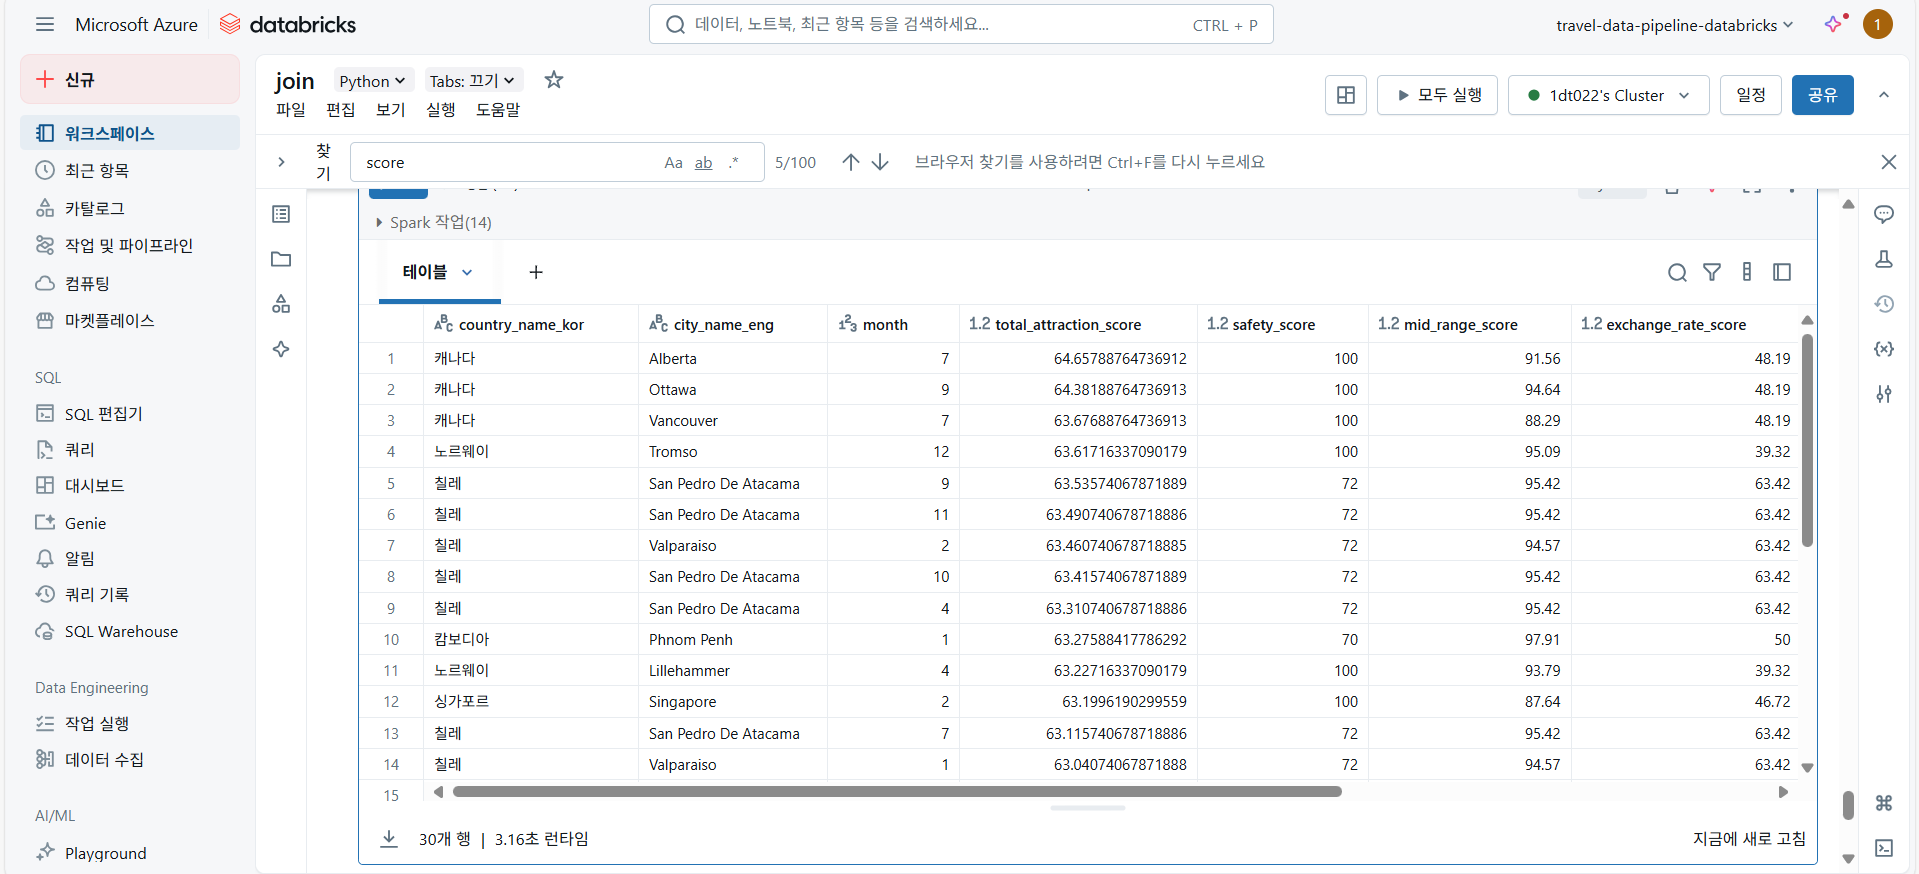 Microsoft Azure databricks 데이터, 노트북, 최근 항목 등을 검색하세요... CTRL + P travel-data-pipeline-databricks 1
신규
워크스페이스
최근 항목
카탈로그
작업 및 파이프라인
컴퓨팅
마켓플레이스
SQL
SQL 편집기
쿼리
대시보드
Genie
알림
쿼리 기록
SQL Warehouse
Data Engineering
작업 실행
데이터 수집
AI/ML
Playground
join Python Tabs: 끄기
파일 편집 보기 실행 도움말
모두 실행 1dt022's Cluster 일정 공유
찾기 score Aa ab .* 5/100 브라우저 찾기를 사용하려면 Ctrl+F를 다시 누르세요
Spark 작업(14)
테이블 +
country_name_kor city_name_eng month 1.2 total_attraction_score 1.2 safety_score 1.2 mid_range_score 1.2 exchange_rate_score
1 캐나다 Alberta 7 64.65788764736912 100 91.56 48.19
2 캐나다 Ottawa 9 64.38188764736913 100 94.64 48.19
3 캐나다 Vancouver 7 63.67688764736913 100 88.29 48.19
4 노르웨이 Tromso 12 63.61716337090179 100 95.09 39.32
5 칠레 San Pedro De Atacama 9 63.53574067871889 72 95.42 63.42
6 칠레 San Pedro De Atacama 11 63.490740678718886 72 95.42 63.42
7 칠레 Valparaiso 2 63.460740678718885 72 94.57 63.42
8 칠레 San Pedro De Atacama 10 63.41574067871889 72 95.42 63.42
9 칠레 San Pedro De Atacama 4 63.310740678718886 72 95.42 63.42
10 캄보디아 Phnom Penh 1 63.27588417786292 70 97.91 50
11 노르웨이 Lillehammer 4 63.22716337090179 100 93.79 39.32
12 싱가포르 Singapore 2 63.1996190299559 100 87.64 46.72
13 칠레 San Pedro De Atacama 7 63.115740678718886 72 95.42 63.42
14 칠레 Valparaiso 1 63.04074067871888 72 94.57 63.42
15
30개 행 | 3.16초 런타임 지금에 새로 고침